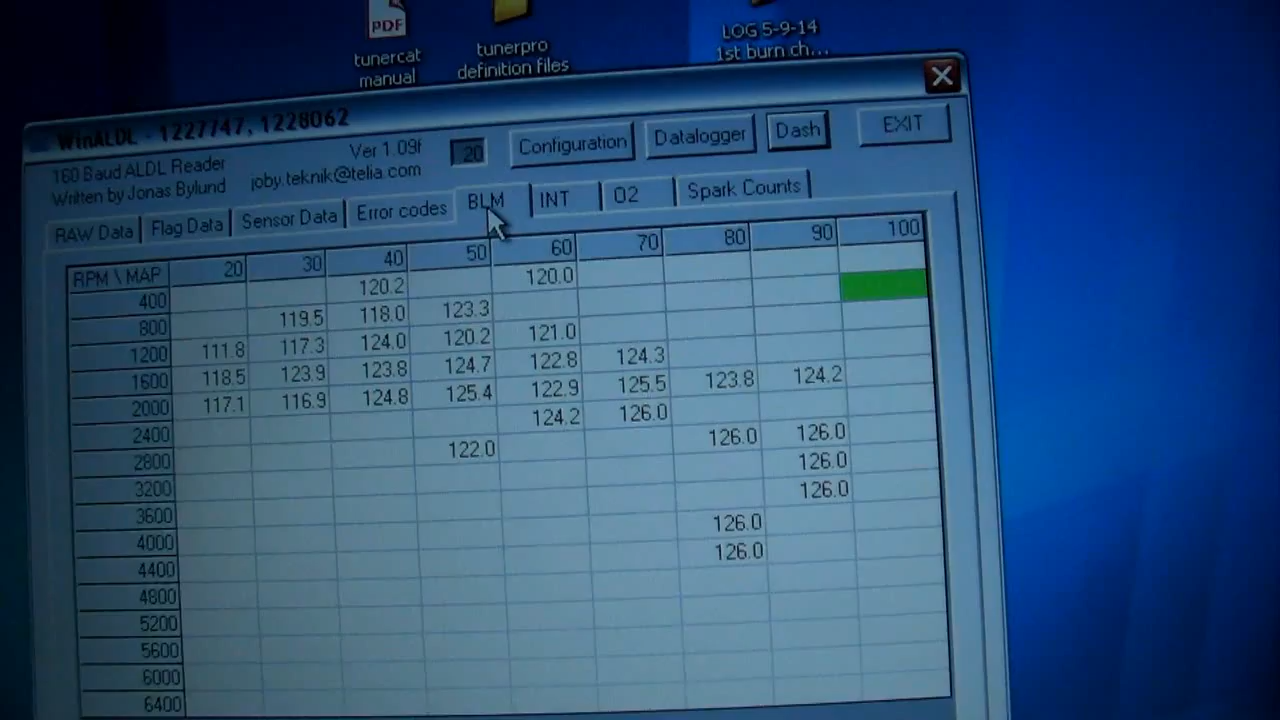 PDF
tunercat
manual
tunerpro
definition files
LOG 5-9-14
1st burn ch...
WinALDL - 1227747, 1228062
160 Baud ALDL Reader
Ver 1.09f
Written by Jonas Bylund
joby.teknik@telia.com
20
Configuration
Datalogger
Dash
EXIT
RAW Data Flag Data Sensor Data Error codes BLM INT O2 Spark Counts
RPM \ MAP 20 30 40 50 60 70 80 90 100
400 120.2 120.0
800 119.5 118.0 123.3
1200 111.8 117.3 124.0 120.2 121.0
1600 118.5 123.9 123.8 124.7 122.8 124.3
2000 117.1 116.9 124.8 125.4 122.9 125.5 123.8 124.2
2400 124.2 126.0
2800 122.0 126.0 126.0
3200 126.0
3600 126.0
4000 126.0
4400 126.0
4800
5200
5600
6000
6400